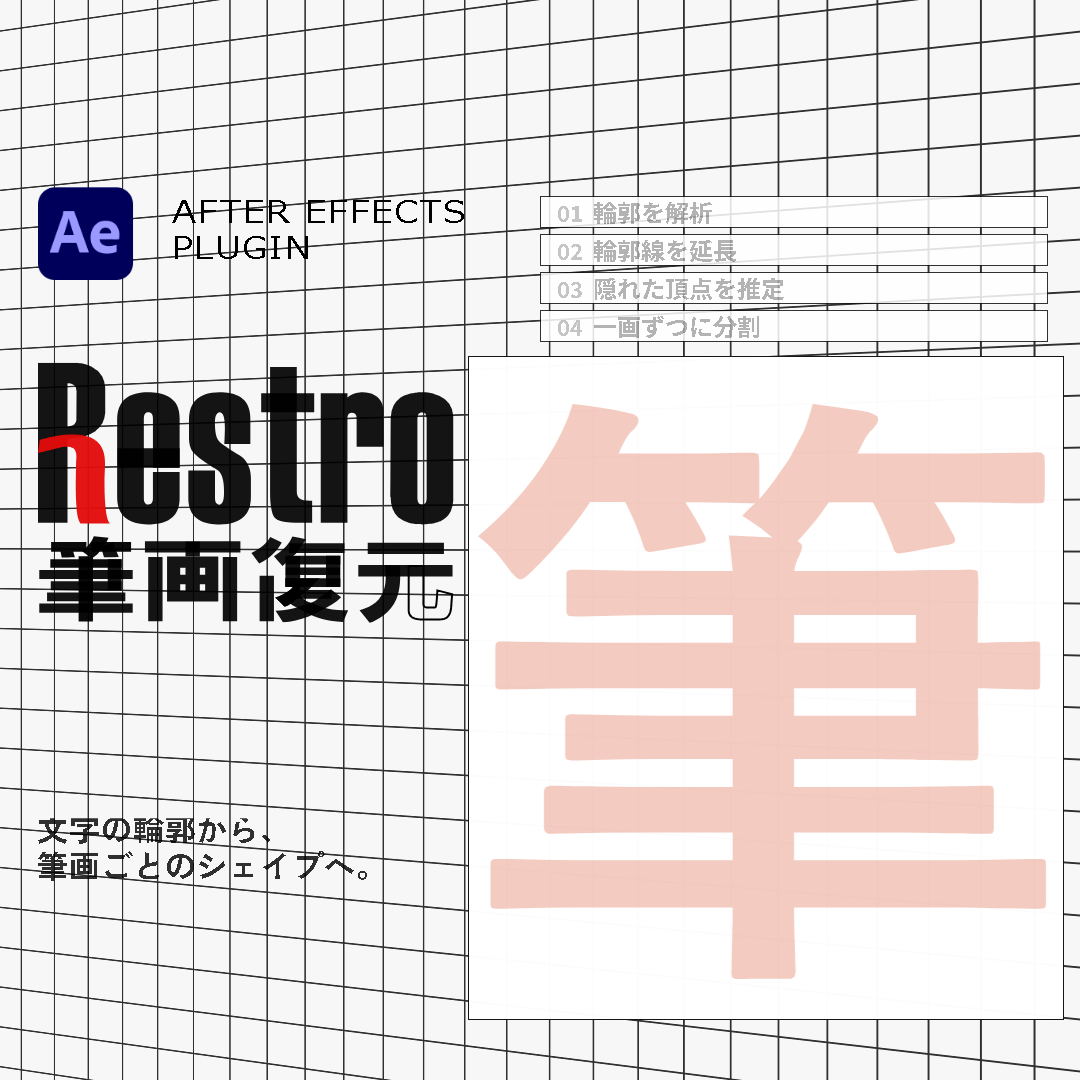 Ae
AFTER EFFECTS
PLUGIN
Restro
筆画復元
文字の輪郭から、
筆画ごとのシェイプへ。
01 輪郭を解析
02 輪郭線を延長
03 隠れた頂点を推定
04 一画ずつに分割
筆